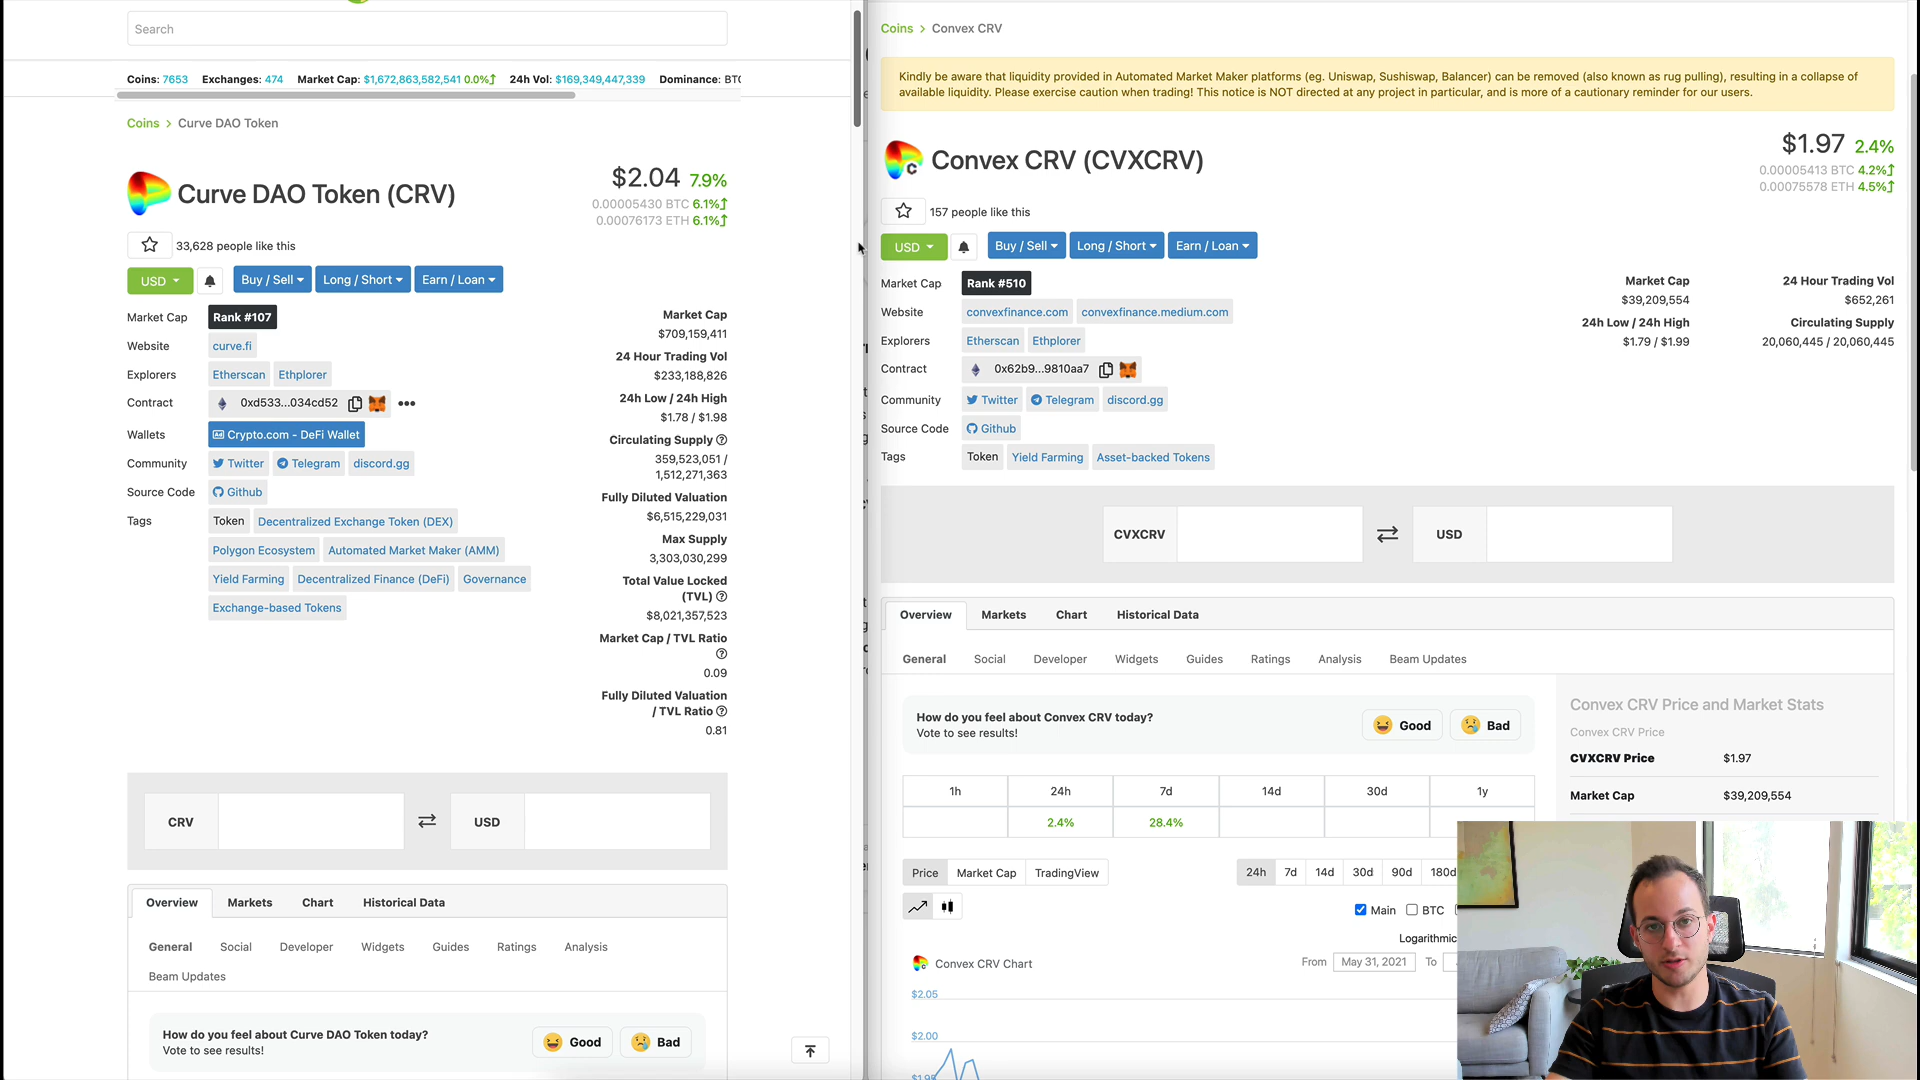 Search
Coins: 7653 Exchanges: 474 Market Cap: $1,672,863,582,541 0.0% 24h Vol: $169,349,447,339 Dominance: BTC
Coins > Curve DAO Token
Curve DAO Token (CRV)
$2.04 7.9%
0.00005430 BTC 6.1%
0.00076173 ETH 6.1%
33,628 people like this
USD
Buy / Sell
Long / Short
Earn / Loan
Market Cap Rank #107
Website curve.fi
Explorers Etherscan Ethplorer
Contract 0xd533...034cd52 •••
Wallets Crypto.com - DeFi Wallet
Community Twitter Telegram discord.gg
Source Code Github
Tags Token Decentralized Exchange Token (DEX)
Polygon Ecosystem Automated Market Maker (AMM)
Yield Farming Decentralized Finance (DeFi) Governance
Exchange-based Tokens
Market Cap
$709,159,411
24 Hour Trading Vol
$233,188,826
24h Low / 24h High
$1.78 / $1.98
Circulating Supply
359,523,051 /
1,512,271,363
Fully Diluted Valuation
$6,515,229,031
Max Supply
3,303,030,299
Total Value Locked
(TVL)
$8,021,357,523
Market Cap / TVL Ratio
0.09
Fully Diluted Valuation
/ TVL Ratio
0.81
CRV USD
Overview Markets Chart Historical Data
General Social Developer Widgets Guides Ratings Analysis
Beam Updates
How do you feel about Curve DAO Token today?
Vote to see results!
Good Bad
Coins > Convex CRV
Kindly be aware that liquidity provided in Automated Market Maker platforms (eg. Uniswap, Sushiswap, Balancer) can be removed (also known as rug pulling), resulting in a collapse of
available liquidity. Please exercise caution when trading! This notice is NOT directed at any project in particular, and is more of a cautionary reminder for our users.
Convex CRV (CVXCRV)
$1.97 2.4%
0.00005413 BTC 4.2%
0.00075578 ETH 4.5%
157 people like this
USD
Buy / Sell
Long / Short
Earn / Loan
Market Cap Rank #510
Website convexfinance.com convexfinance.medium.com
Explorers Etherscan Ethplorer
Contract 0x62b9...9810aa7
Community Twitter Telegram discord.gg
Source Code Github
Tags Token Yield Farming Asset-backed Tokens
Market Cap
$39,209,554
24 Hour Trading Vol
$652,261
24h Low / 24h High
$1.79 / $1.99
Circulating Supply
20,060,445 / 20,060,445
CVXCRV USD
Overview Markets Chart Historical Data
General Social Developer Widgets Guides Ratings Analysis Beam Updates
How do you feel about Convex CRV today?
Vote to see results!
Good Bad
1h 24h 7d 14d 30d 1y
2.4% 28.4%
Price Market Cap TradingView
24h 7d 14d 30d 90d 180d
Main BTC
Logarithmic
Convex CRV Chart
From May 31, 2021 To
$2.05
$2.00
Convex CRV Price and Market Stats
Convex CRV Price
CVXCRV Price $1.97
Market Cap $39,209,554